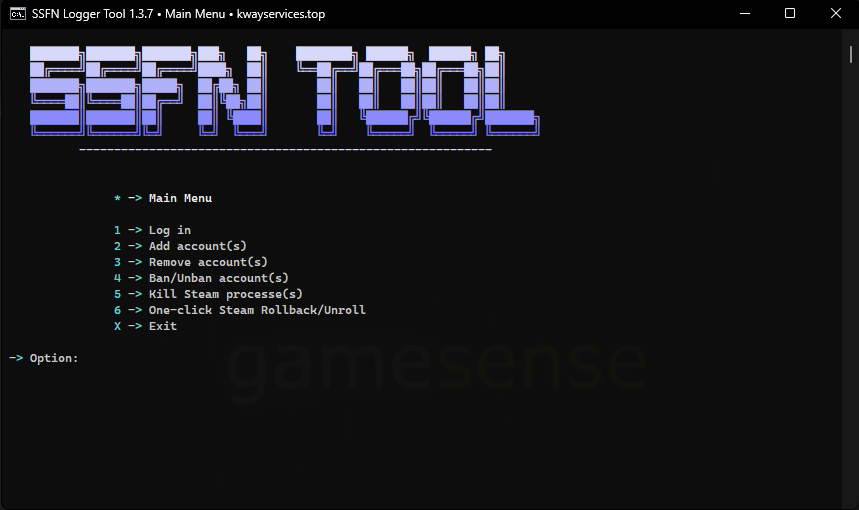 SSFN Logger Tool 1.3.7 • Main Menu • kwayservices.top
SSFN TOOL
* -> Main Menu
1 -> Log in
2 -> Add account(s)
3 -> Remove account(s)
4 -> Ban/Unban account(s)
5 -> Kill Steam processe(s)
6 -> One-click Steam Rollback/Unroll
X -> Exit
-> Option:
gamesense